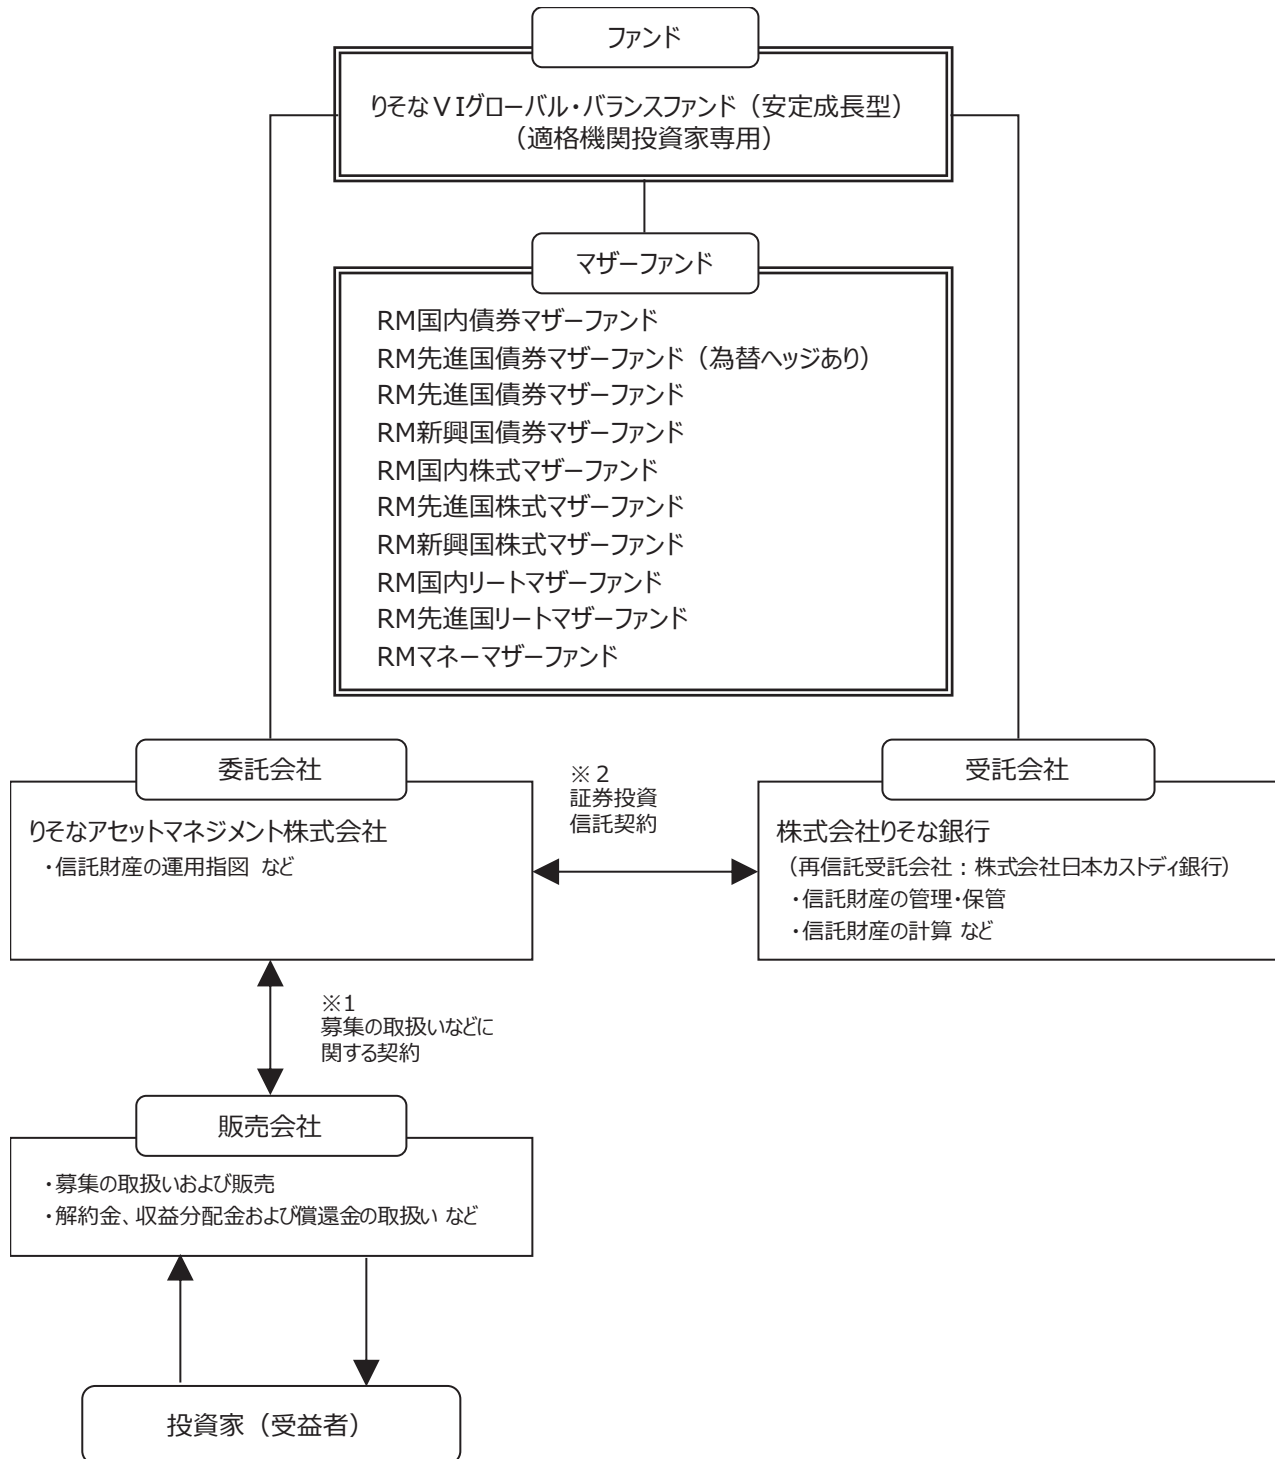 ファンド
りそなＶＩグローバル・バランスファンド（安定成長型）
（適格機関投資家専用）
マザーファンド
RM国内債券マザーファンド
RM先進国債券マザーファンド（為替ヘッジあり）
RM先進国債券マザーファンド
RM新興国債券マザーファンド
RM国内株式マザーファンド
RM先進国株式マザーファンド
RM新興国株式マザーファンド
RM国内リートマザーファンド
RM先進国リートマザーファンド
RMマネーマザーファンド
委託会社
りそなアセットマネジメント株式会社
・信託財産の運用指図 など
※２
証券投資
信託契約
受託会社
株式会社りそな銀行
（再信託受託会社：株式会社日本カストディ銀行）
・信託財産の管理・保管
・信託財産の計算 など
※1
募集の取扱いなどに
関する契約
販売会社
・募集の取扱いおよび販売
・解約金、収益分配金および償還金の取扱い など
投資家（受益者）